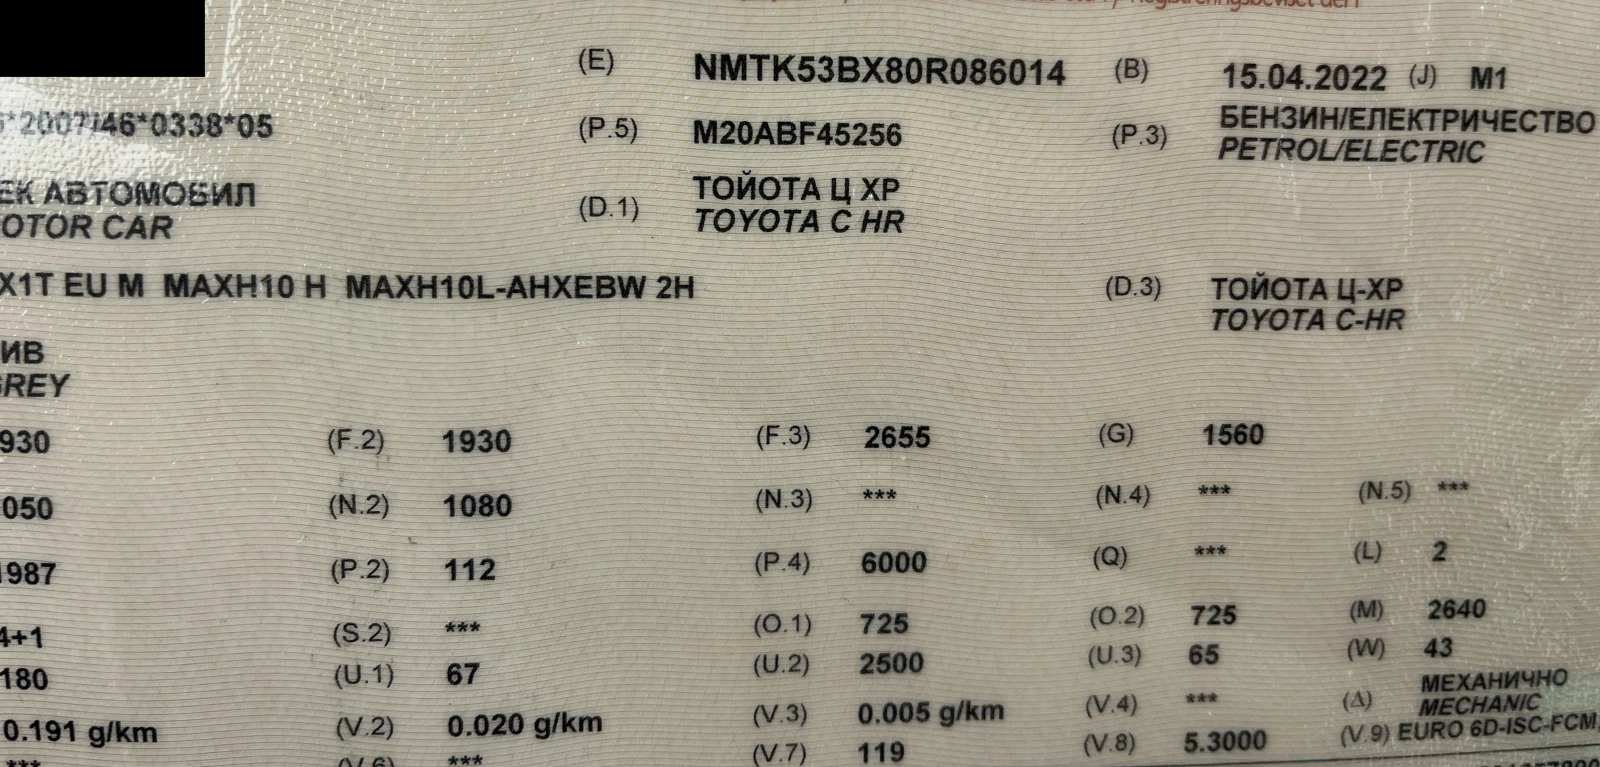 (E) NMTK53BX80R086014 (B) 15.04.2022 (J) M1
*2007/46*0338*05 (P.5) M20ABF45256 (P.3) БЕНЗИН/ЕЛЕКТРИЧЕСТВО
PETROL/ELECTRIC
ЕК АВТОМОБИЛ (D.1) ТОЙОТА Ц ХР
OTOR CAR TOYOTA C HR
X1T EU M MAXH10 H MAXH10L-AHXEBW 2H (D.3) ТОЙОТА Ц-ХР
TOYOTA C-HR
ИВ
GREY
930 (F.2) 1930 (F.3) 2655 (G) 1560
050 (N.2) 1080 (N.3) *** (N.4) *** (N.5) ***
1987 (P.2) 112 (P.4) 6000 (Q) *** (L) 2
4+1 (S.2) *** (O.1) 725 (O.2) 725 (M) 2640
180 (U.1) 67 (U.2) 2500 (U.3) 65 (W) 43
0.191 g/km (V.2) 0.020 g/km (V.3) 0.005 g/km (V.4) *** (Δ) МЕХАНИЧНО
MECHANIC
*** (V.6) *** (V.7) 119 (V.8) 5.3000 (V.9) EURO 6D-ISC-FCM,